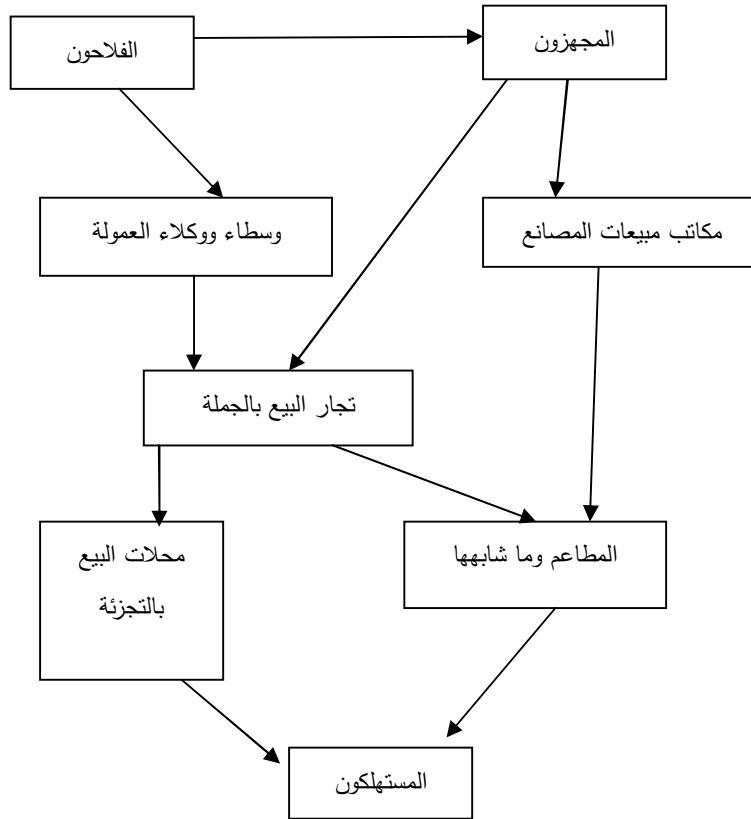 المجهزون
الفلاحون
وسطاء ووكلاء العمولة
مكاتب مبيعات المصانع
تجار البيع بالجملة
محلات البيع
بالتجزئة
المطاعم وما شابهها
المستهلكون